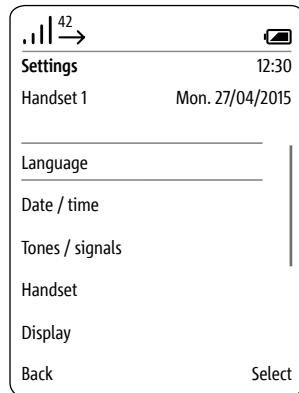 42
Settings 12:30
Handset 1 Mon. 27/04/2015
Language
Date / time
Tones / signals
Handset
Display
Back Select